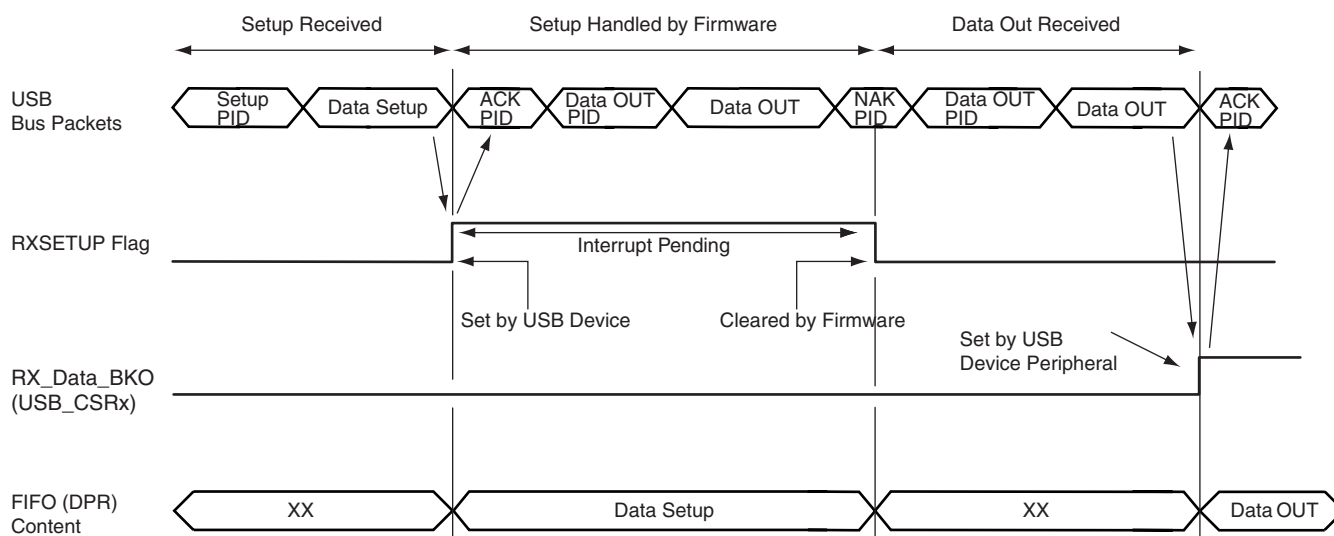 Setup Received
Setup Handled by Firmware
Data Out Received
USB
Bus Packets
Setup
PID
Data Setup
ACK
PID
Data OUT
PID
Data OUT
NAK
PID
Data OUT
PID
Data OUT
ACK
PID
RXSETUP Flag
Interrupt Pending
Set by USB Device
Cleared by Firmware
Set by USB
Device Peripheral
RX_Data_BKO
(USB_CSRx)
FIFO (DPR)
Content
XX
Data Setup
XX
Data OUT